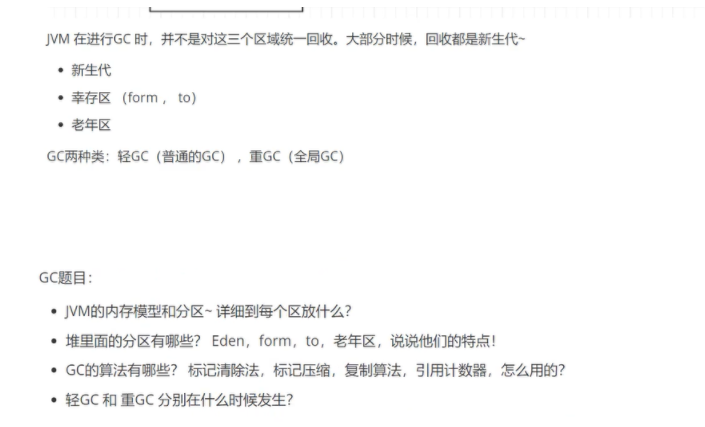 JVM 在进行GC 时，并不是对这三个区域统一回收。大部分时候，回收都是新生代~
新生代
幸存区 （form ， to）
老年区
GC两种类：轻GC（普通的GC），重GC（全局GC）
GC题目：
JVM的内存模型和分区~ 详细到每个区放什么？
堆里面的分区有哪些？ Eden，form，to，老年区，说说他们的特点！
GC的算法有哪些？ 标记清除法，标记压缩，复制算法，引用计数器，怎么用的？
轻GC 和 重GC 分别在什么时候发生？